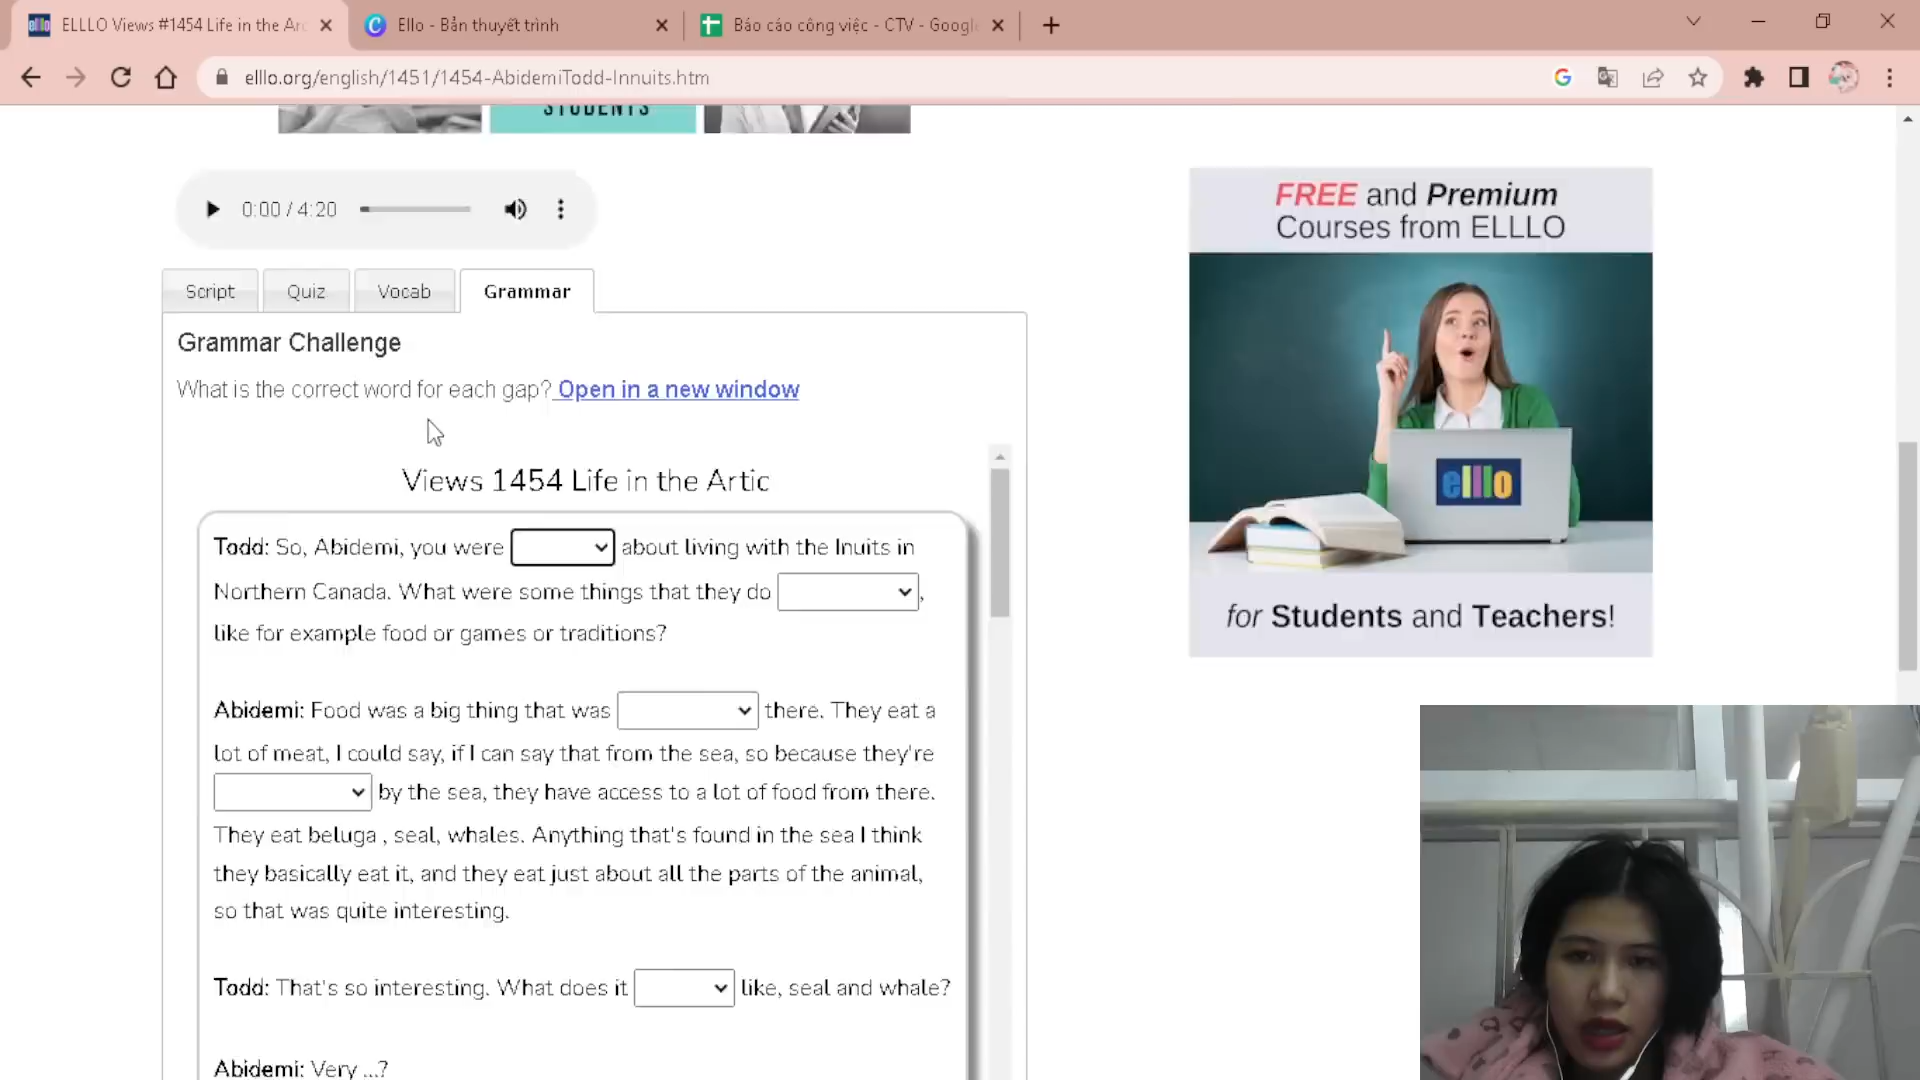 ELLLO Views #1454 Life in the Arc
Ello - Bản thuyết trình
Báo cáo công việc - CTV - Google
elllo.org/english/1451/1454-AbidemiTodd-Innuits.htm
STUDENTS
0:00 / 4:20
Script
Quiz
Vocab
Grammar
Grammar Challenge
What is the correct word for each gap? Open in a new window
Views 1454 Life in the Artic
Todd: So, Abidemi, you were about living with the Inuits in
Northern Canada. What were some things that they do ,
like for example food or games or traditions?
Abidemi: Food was a big thing that was there. They eat a
lot of meat, I could say, if I can say that from the sea, so because they're
by the sea, they have access to a lot of food from there.
They eat beluga , seal, whales. Anything that's found in the sea I think
they basically eat it, and they eat just about all the parts of the animal,
so that was quite interesting.
Todd: That's so interesting. What does it like, seal and whale?
Abidemi: Very ...?
FREE and Premium
Courses from ELLLO
elllo
for Students and Teachers!